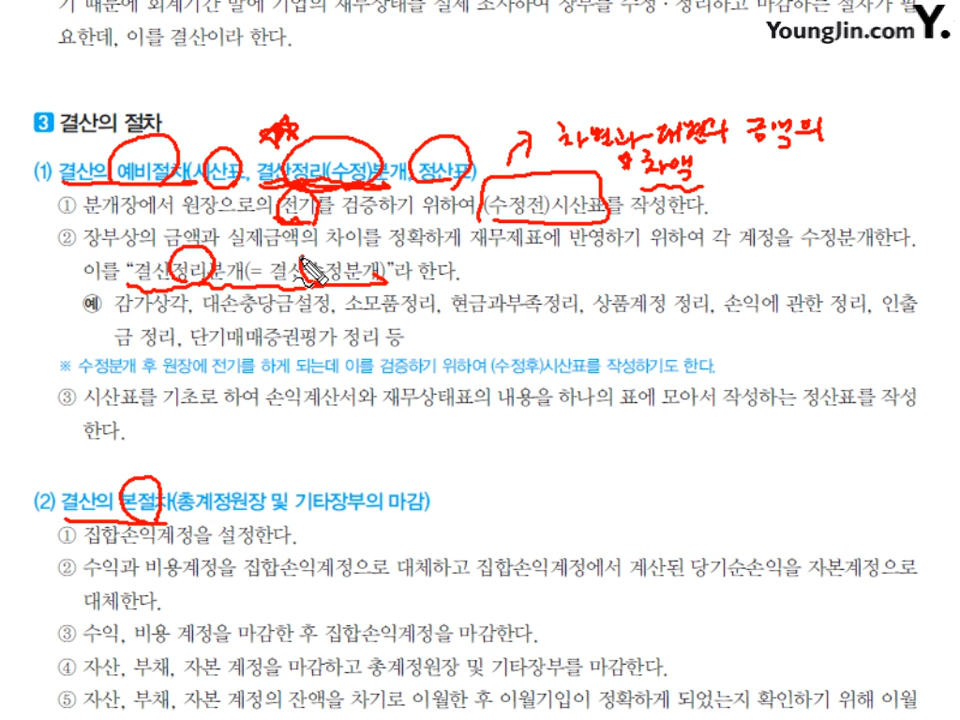 기 때문에 회계기간 말에 기업의 재무상태를 실제 조사하여 장부를 수정·정리하고 마감하는 절차가 필
요한데, 이를 결산이라 한다.
YoungJin.com Y.
3 결산의 절차
차변과 대변과 금액의
차액
(1) 결산의 예비절차(시산표, 결산정리(수정)분개, 정산표)
① 분개장에서 원장으로의 전기를 검증하기 위하여 (수정전)시산표를 작성한다.
② 장부상의 금액과 실제금액의 차이를 정확하게 재무제표에 반영하기 위하여 각 계정을 수정분개한다.
이를 “결산정리분개(= 결산수정분개)”라 한다.
예 감가상각, 대손충당금설정, 소모품정리, 현금과부족정리, 상품계정 정리, 손익에 관한 정리, 인출
금 정리, 단기매매증권평가 정리 등
※ 수정분개 후 원장에 전기를 하게 되는데 이를 검증하기 위하여 (수정후)시산표를 작성하기도 한다.
③ 시산표를 기초로 하여 손익계산서와 재무상태표의 내용을 하나의 표에 모아서 작성하는 정산표를 작성
한다.
(2) 결산의 본절차(총계정원장 및 기타장부의 마감)
① 집합손익계정을 설정한다.
② 수익과 비용계정을 집합손익계정으로 대체하고 집합손익계정에서 계산된 당기순손익을 자본계정으로
대체한다.
③ 수익, 비용 계정을 마감한 후 집합손익계정을 마감한다.
④ 자산, 부채, 자본 계정을 마감하고 총계정원장 및 기타장부를 마감한다.
⑤ 자산, 부채, 자본 계정의 잔액을 차기로 이월한 후 이월기입이 정확하게 되었는지 확인하기 위해 이월